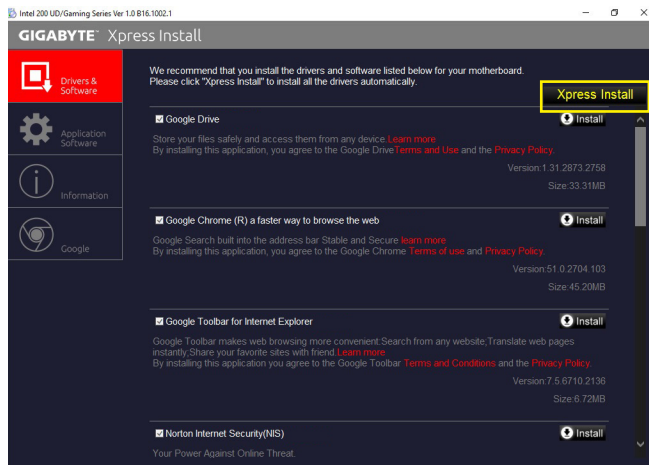 Intel 200 UD/Gaming Series Ver 1.0 B16.1002.1
GIGABYTE™ Xpress Install
Drivers &
Software
Application
Software
Information
Google
We recommend that you install the drivers and software listed below for your motherboard.
Please click "Xpress Install" to install all the drivers automatically.
Xpress Install
Google Drive
Install
Store your files safely and access them from any device.Learn more
By installing this application, you agree to the Google DriveTerms and Use and the Privacy Policy.
Version:1.31.2873.2758
Size:33.31MB
Google Chrome (R) a faster way to browse the web
Install
Google Search built into the address bar Stable and Secure learn more
By installing this application, you agree to the Google Chrome Terms of use and Privacy Policy.
Version:51.0.2704.103
Size:45.20MB
Google Toolbar for Internet Explorer
Install
Google Toolbar makes web browsing more convenient:Search from any website;Translate web pages
instantly;Share your favorite sites with friend.Learn more
By installing this application you agree to the Google Toolbar Terms and Conditions and the Privacy Policy.
Version:7.5.6710.2136
Size:6.72MB
Norton Internet Security(NIS)
Install
Your Power Against Online Threat.